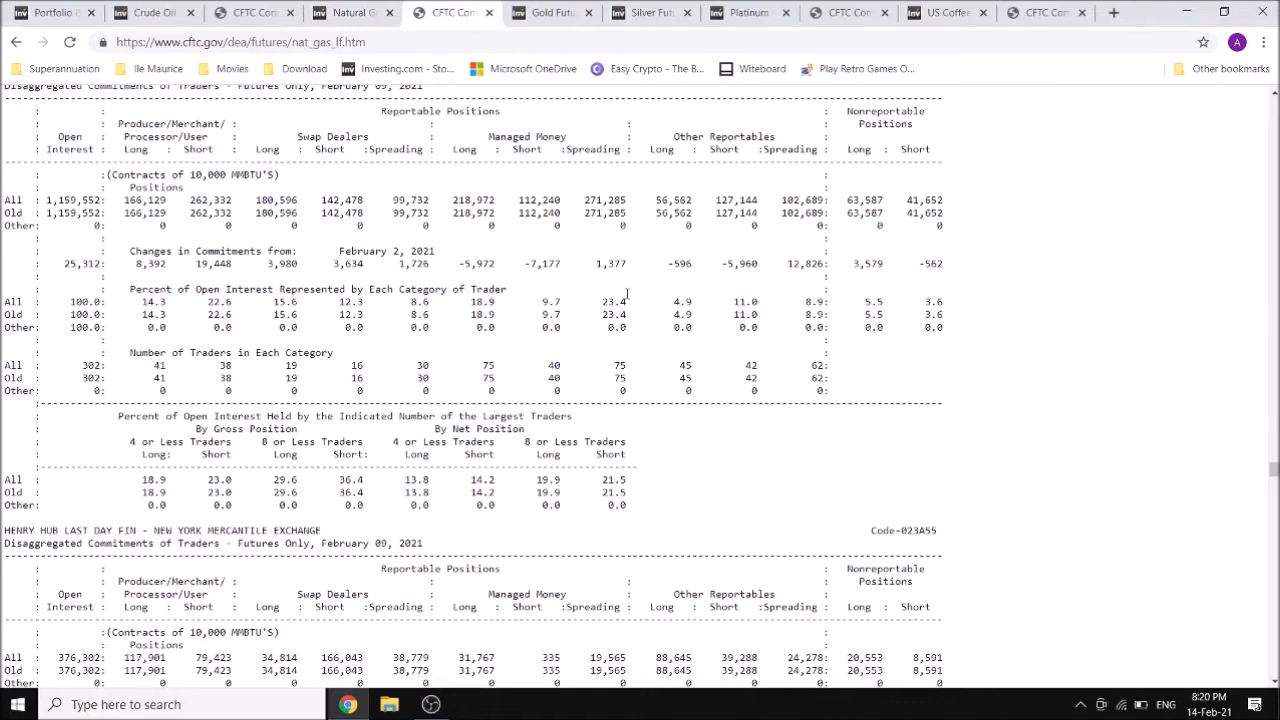 Portfolio & Crude Oil CFTC Com Natural G CFTC Com Gold Futu Silver Futu Platinum CFTC Com US Coffee CFTC Com
https://www.cftc.gov/dea/futures/nat_gas_lf.htm A
Superannuation Ile Maurice Movies Download Investing.com - Sto... Microsoft OneDrive Easy Crypto - The B... Witeboard Play Retro Games O... Other bookmarks
Disaggregated Commitments of Traders - Futures Only, February 09, 2021
: Reportable Positions : Nonreportable
: Producer/Merchant/ : : : : Positions
Open : Processor/User : Swap Dealers : Managed Money : Other Reportables :
Interest : Long : Short : Long : Short :Spreading : Long : Short :Spreading : Long : Short :Spreading : Long : Short
:(Contracts of 10,000 MMBTU'S) :
: Positions :
All : 1,159,552: 166,129 262,332 180,596 142,478 99,732 218,972 112,240 271,285 56,562 127,144 102,689: 63,587 41,652
Old : 1,159,552: 166,129 262,332 180,596 142,478 99,732 218,972 112,240 271,285 56,562 127,144 102,689: 63,587 41,652
Other: 0: 0 0 0 0 0 0 0 0 0 0 0: 0 0
: Changes in Commitments from: February 2, 2021 :
25,312: 8,392 19,448 3,980 3,634 1,726 -5,972 -7,177 1,377 -596 -5,960 12,826: 3,579 -562
: Percent of Open Interest Represented by Each Category of Trader :
All : 100.0: 14.3 22.6 15.6 12.3 8.6 18.9 9.7 23.4 4.9 11.0 8.9: 5.5 3.6
Old : 100.0: 14.3 22.6 15.6 12.3 8.6 18.9 9.7 23.4 4.9 11.0 8.9: 5.5 3.6
Other: 100.0: 0.0 0.0 0.0 0.0 0.0 0.0 0.0 0.0 0.0 0.0 0.0: 0.0 0.0
: Number of Traders in Each Category :
All : 302: 41 38 19 16 30 75 40 75 45 42 62:
Old : 302: 41 38 19 16 30 75 40 75 45 42 62:
Other: 0: 0 0 0 0 0 0 0 0 0 0 0:
: Percent of Open Interest Held by the Indicated Number of the Largest Traders
: By Gross Position By Net Position
: 4 or Less Traders 8 or Less Traders 4 or Less Traders 8 or Less Traders
: Long: Short Long Short: Long Short Long Short
All : 18.9 23.0 29.6 36.4 13.8 14.2 19.9 21.5
Old : 18.9 23.0 29.6 36.4 13.8 14.2 19.9 21.5
Other: 0.0 0.0 0.0 0.0 0.0 0.0 0.0 0.0
HENRY HUB LAST DAY FIN - NEW YORK MERCANTILE EXCHANGE Code-023A55
Disaggregated Commitments of Traders - Futures Only, February 09, 2021
: Reportable Positions : Nonreportable
: Producer/Merchant/ : : : : Positions
Open : Processor/User : Swap Dealers : Managed Money : Other Reportables :
Interest : Long : Short : Long : Short :Spreading : Long : Short :Spreading : Long : Short :Spreading : Long : Short
:(Contracts of 10,000 MMBTU'S) :
: Positions :
All : 376,302: 117,901 79,423 34,814 166,043 38,779 31,767 335 19,565 88,645 39,288 24,278: 20,553 8,591
Old : 376,302: 117,901 79,423 34,814 166,043 38,779 31,767 335 19,565 88,645 39,288 24,278: 20,553 8,591
Other: 0: 0 0 0 0 0 0 0 0 0 0 0: 0 0
Type here to search ENG 8:20 PM
14-Feb-21